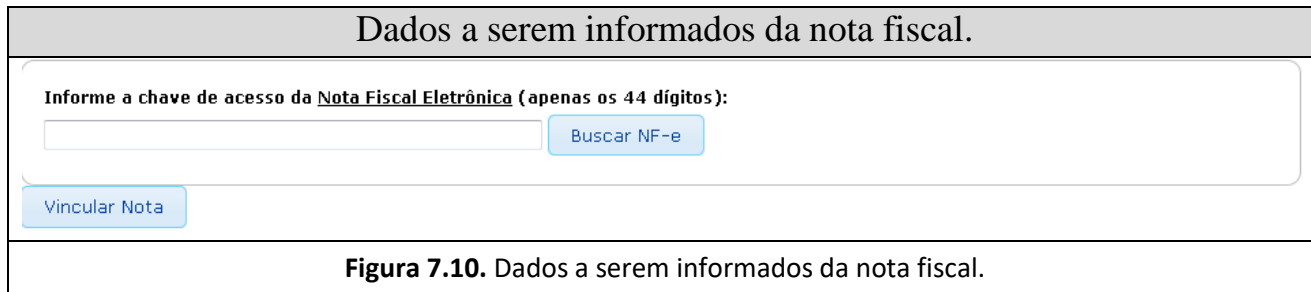 Dados a serem informados da nota fiscal.
Informe a chave de acesso da Nota Fiscal Eletrônica (apenas os 44 dígitos):
Buscar NF-e
Vincular Nota
Figura 7.10. Dados a serem informados da nota fiscal.